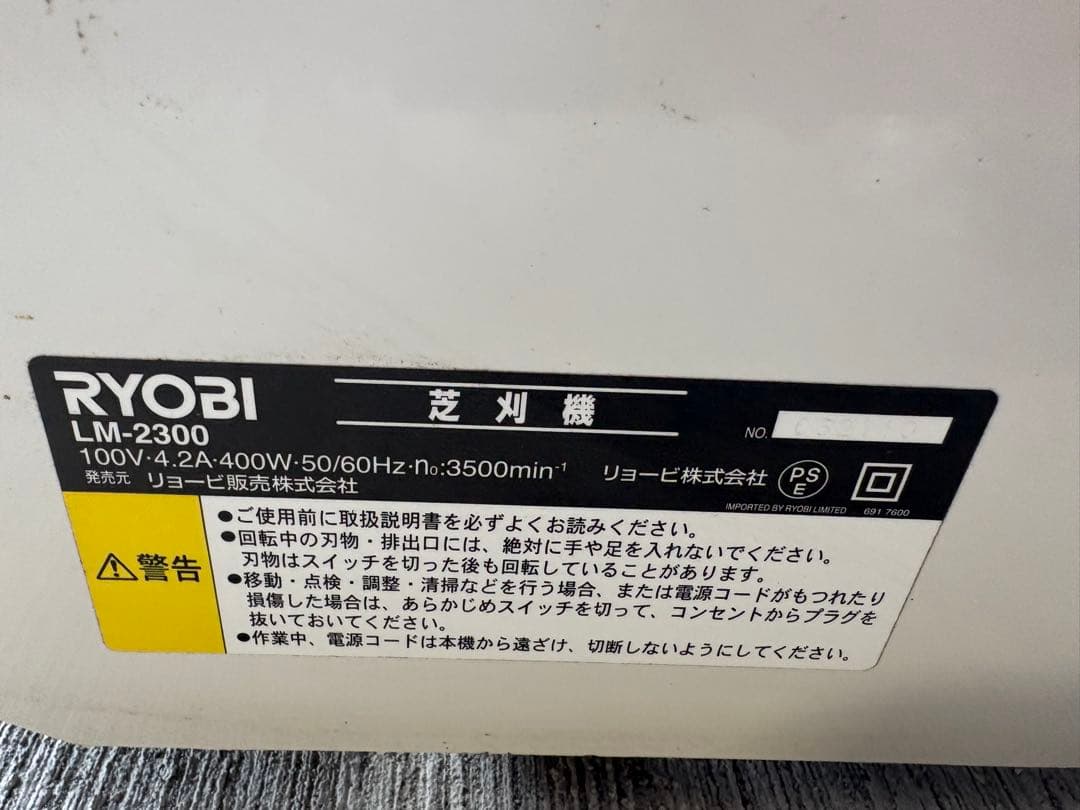 RYOBI
芝刈機
LM-2300
NO.
100V・4.2A・400W・50/60Hz・n₀:3500min⁻¹
リョービ株式会社
PSE
発売元 リョービ販売株式会社
IMPORTED BY RYOBI LIMITED
691 7600
⚠警告
●ご使用前に取扱説明書を必ずよくお読みください。
●回転中の刃物・排出口には、絶対に手や足を入れないでください。
刃物はスイッチを切った後も回転していることがあります。
●移動・点検・調整・清掃などを行う場合、または電源コードがもつれたり
損傷した場合は、あらかじめスイッチを切って、コンセントからプラグを
抜いておいてください。
●作業中、電源コードは本機から遠ざけ、切断しないようにしてください。